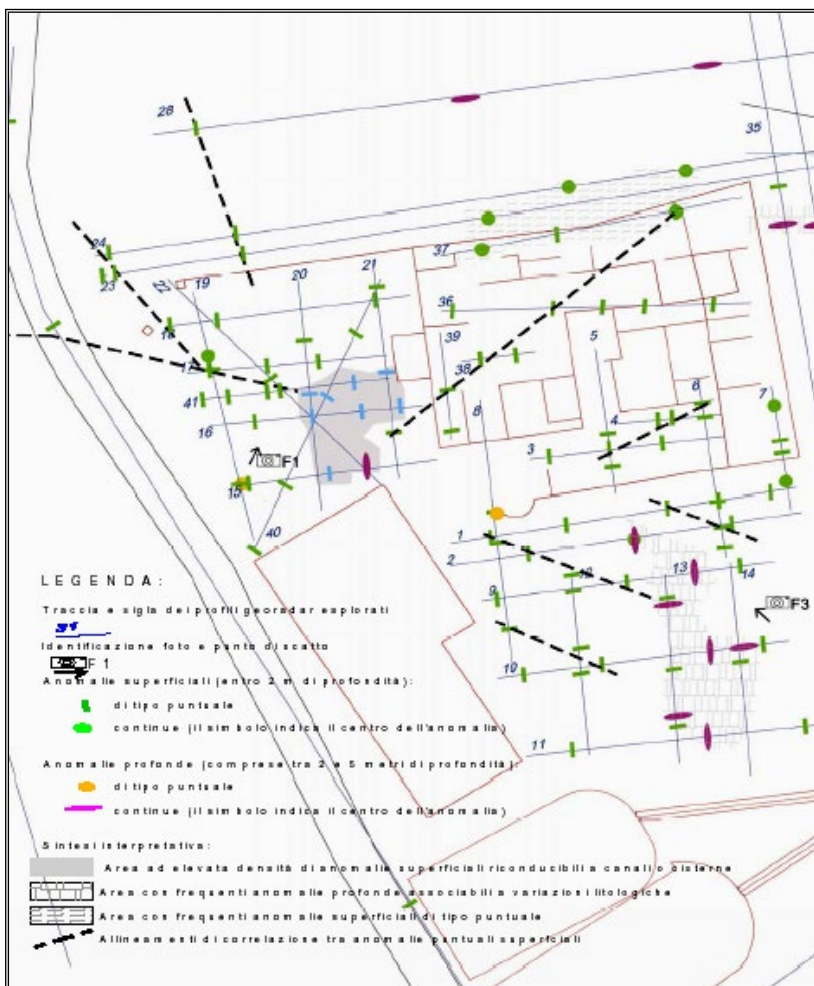 28
35
24
23
22
19
20
21
37
18
36
39
5
17
38
41
8
6
7
16
4
3
F1
15
40
1
2
12
13
14
9
F3
10
11
LEGENDA:
Traccia e sigla dei profili georadar esplorati
Identificazione foto e punto di scatto
F 1
Anomalie superficiali (entro 2 m di profondità):
di tipo puntuale
continue (il simbolo indica il centro dell'anomalia)
Anomalie profonde (comprese tra 2 e 5 metri di profondità):
di tipo puntuale
continue (il simbolo indica il centro dell'anomalia)
Sintesi interpretativa:
Area ad elevata densità di anomalie superficiali riconducibili a canali o cisterne
Area con frequenti anomalie profonde associabili a variazioni litologiche
Area con frequenti anomalie superficiali di tipo puntuale
Allineamenti di correlazione tra anomalie puntuali superficiali